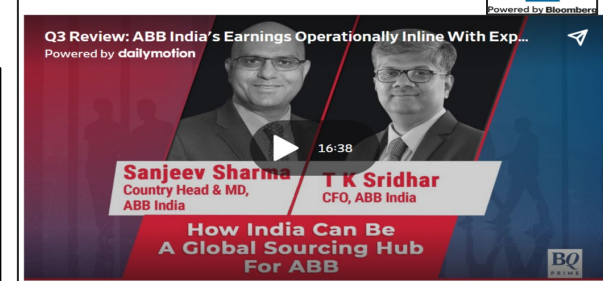 Powered by Bloomberg
Q3 Review: ABB India's Earnings Operationally Inline With Exp...
Powered by dailymotion
16:38
Sanjeev Sharma
Country Head & MD,
ABB India
T K Sridhar
CFO, ABB India
How India Can Be
A Global Sourcing Hub
For ABB
BQ
PRIME